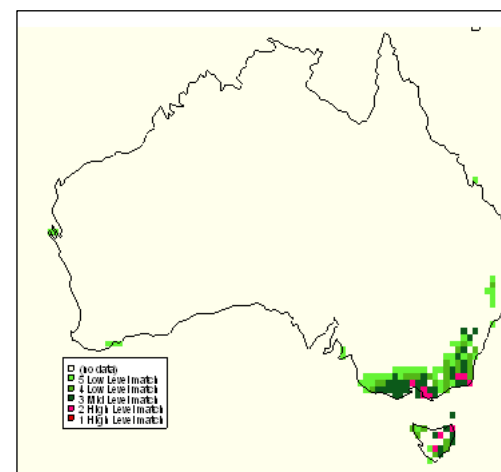 (no data)
5 Low Level match
4 Low Level match
3 Mid Level match
2 High Level match
1 High Level match